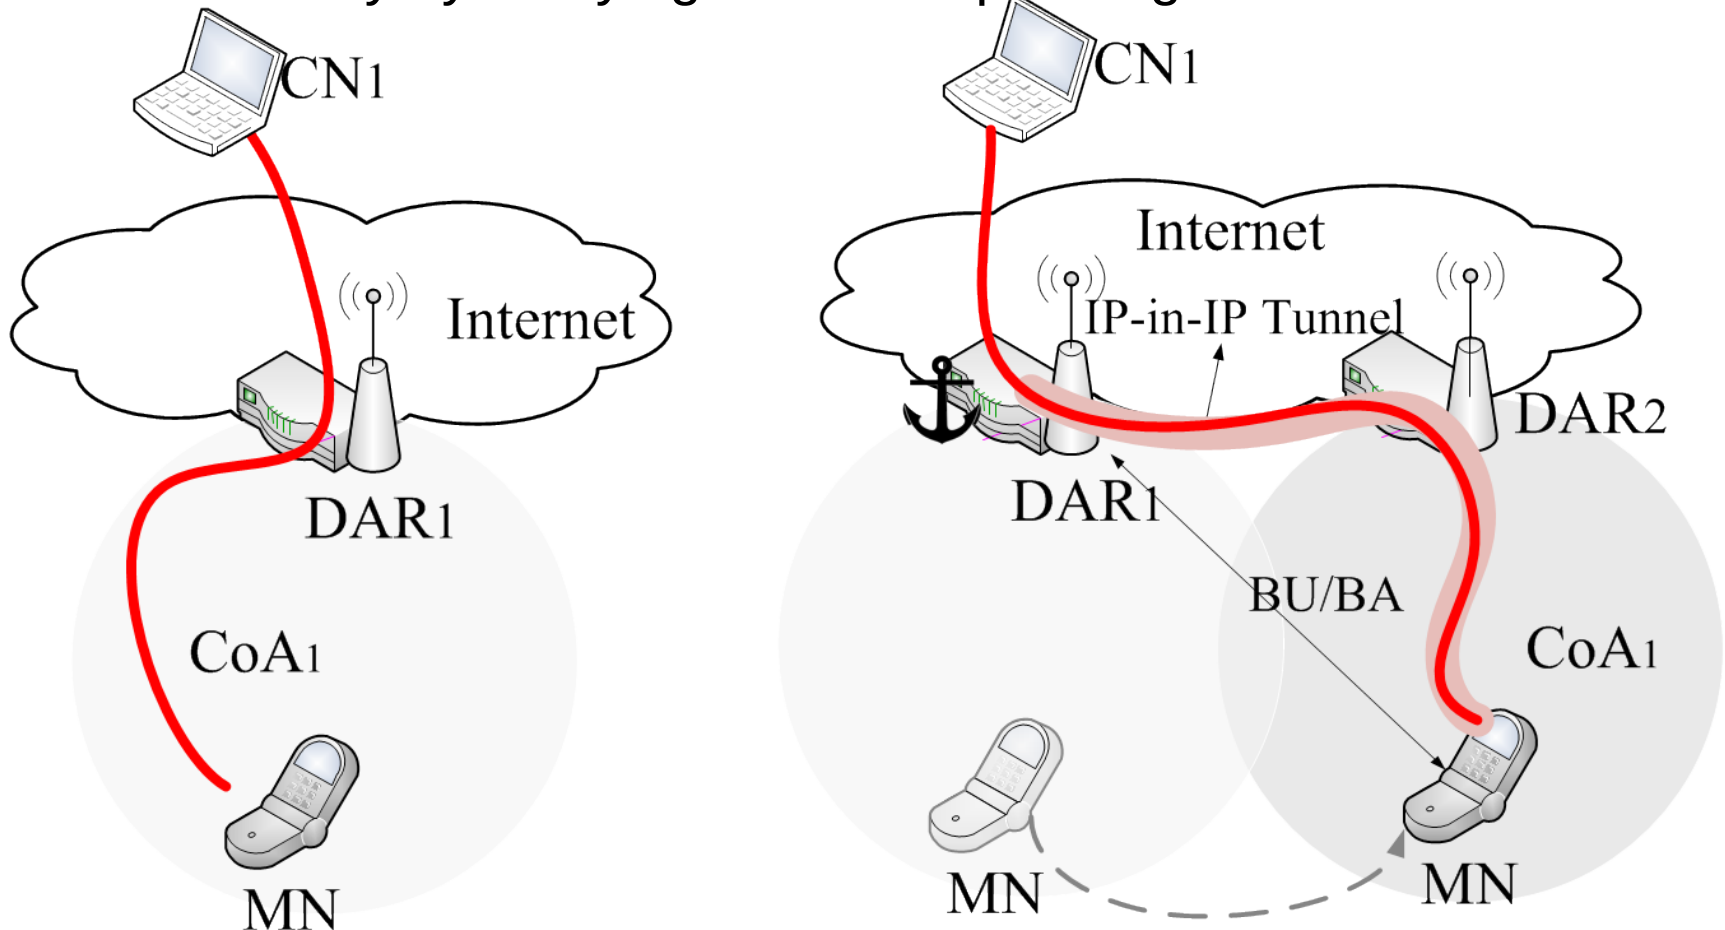 CN1
Internet
DAR1
CoA1
MN
CN1
Internet
IP-in-IP Tunnel
DAR2
DAR1
BU/BA
CoA1
MN
MN